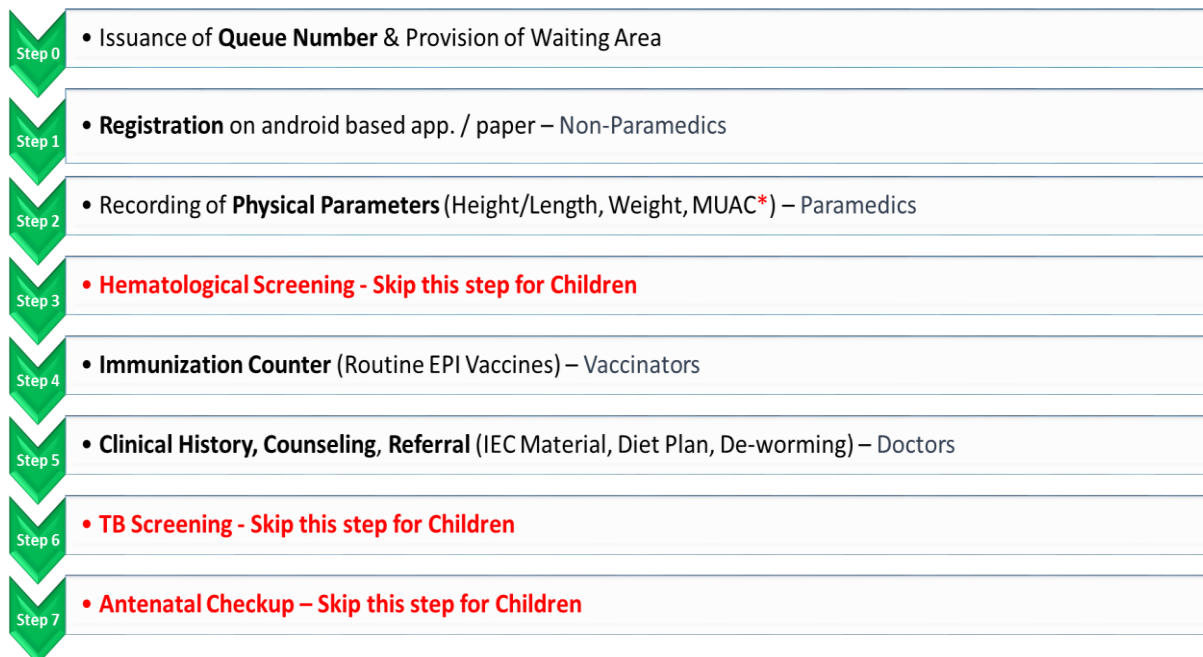 Step 0
• Issuance of Queue Number & Provision of Waiting Area
Step 1
• Registration on android based app. / paper – Non-Paramedics
Step 2
• Recording of Physical Parameters (Height/Length, Weight, MUAC*) – Paramedics
Step 3
• Hematological Screening - Skip this step for Children
Step 4
• Immunization Counter (Routine EPI Vaccines) – Vaccinators
Step 5
• Clinical History, Counseling, Referral (IEC Material, Diet Plan, De-worming) – Doctors
Step 6
• TB Screening - Skip this step for Children
Step 7
• Antenatal Checkup – Skip this step for Children